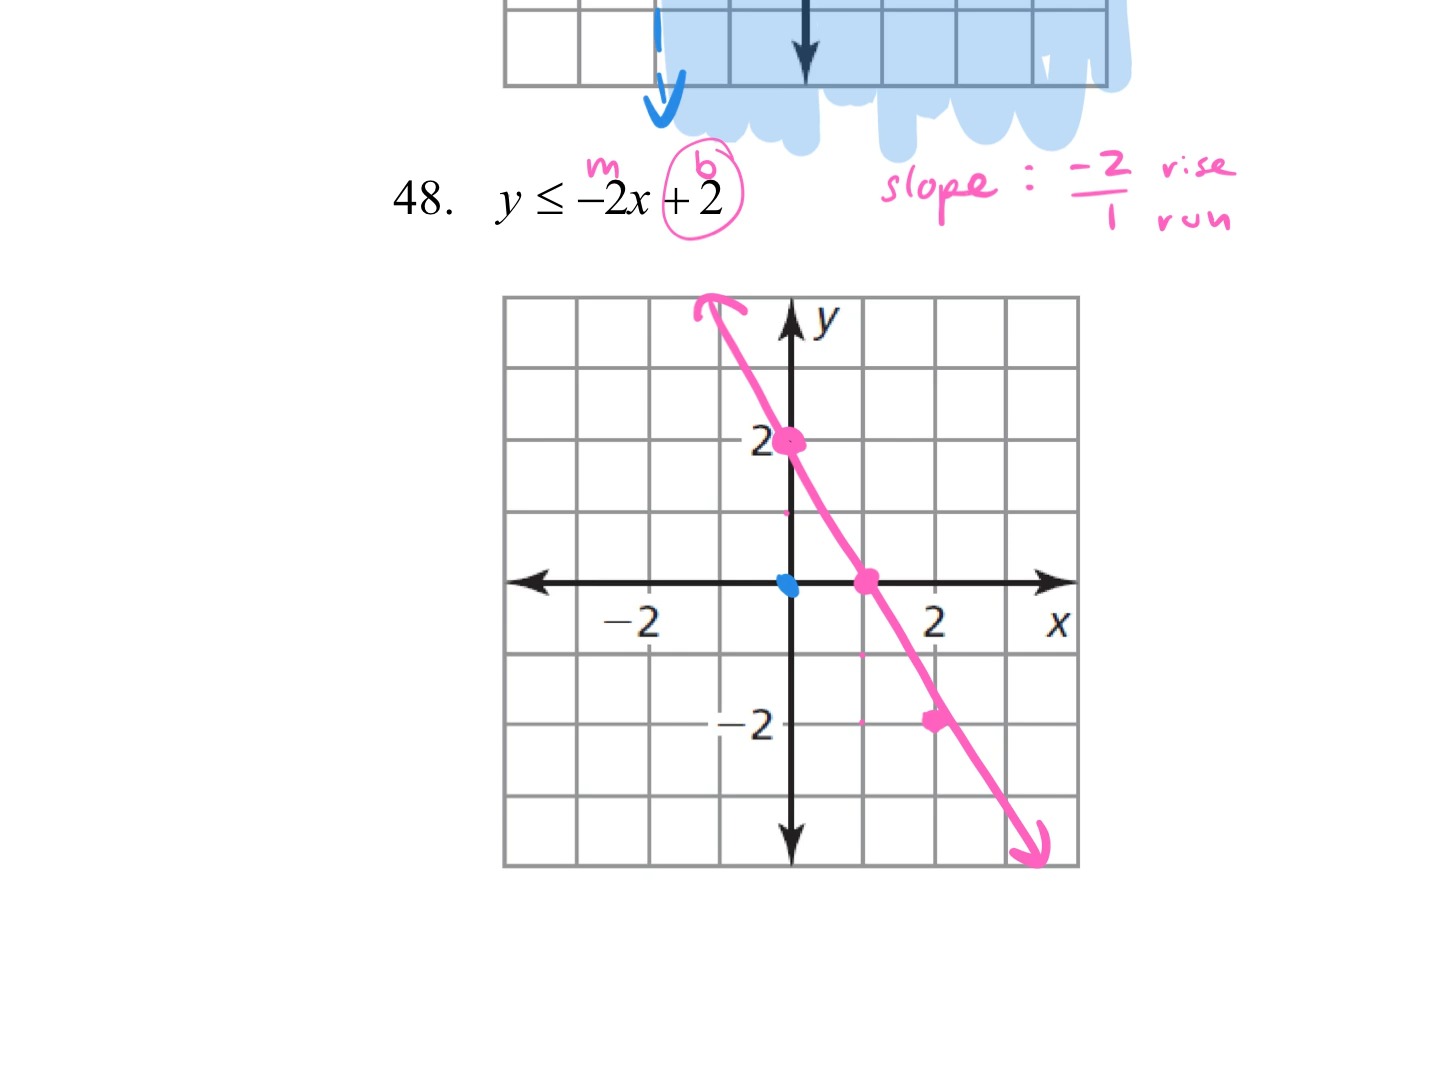 m b
48. y ≤ −2x + 2
slope : -2/1 rise run
y
2
−2 2 x
−2